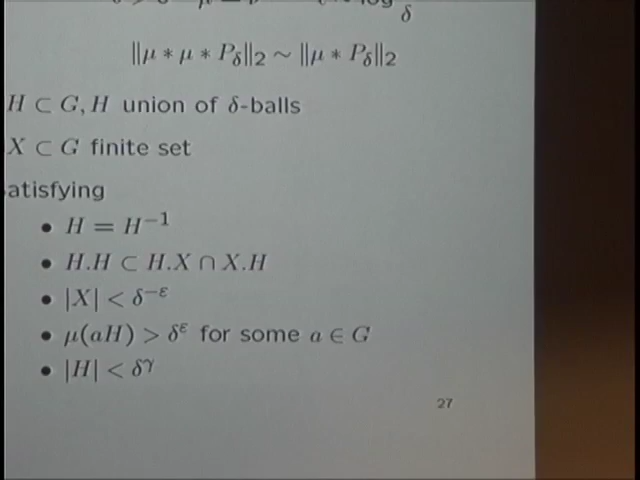 δ
‖μ ∗ μ ∗ P_δ‖₂ ∼ ‖μ ∗ P_δ‖₂
H ⊂ G, H union of δ-balls
X ⊂ G finite set
atisfying
• H = H⁻¹
• H.H ⊂ H.X ∩ X.H
• |X| < δ^{−ε}
• μ(aH) > δ^ε for some a ∈ G
• |H| < δ^γ
27